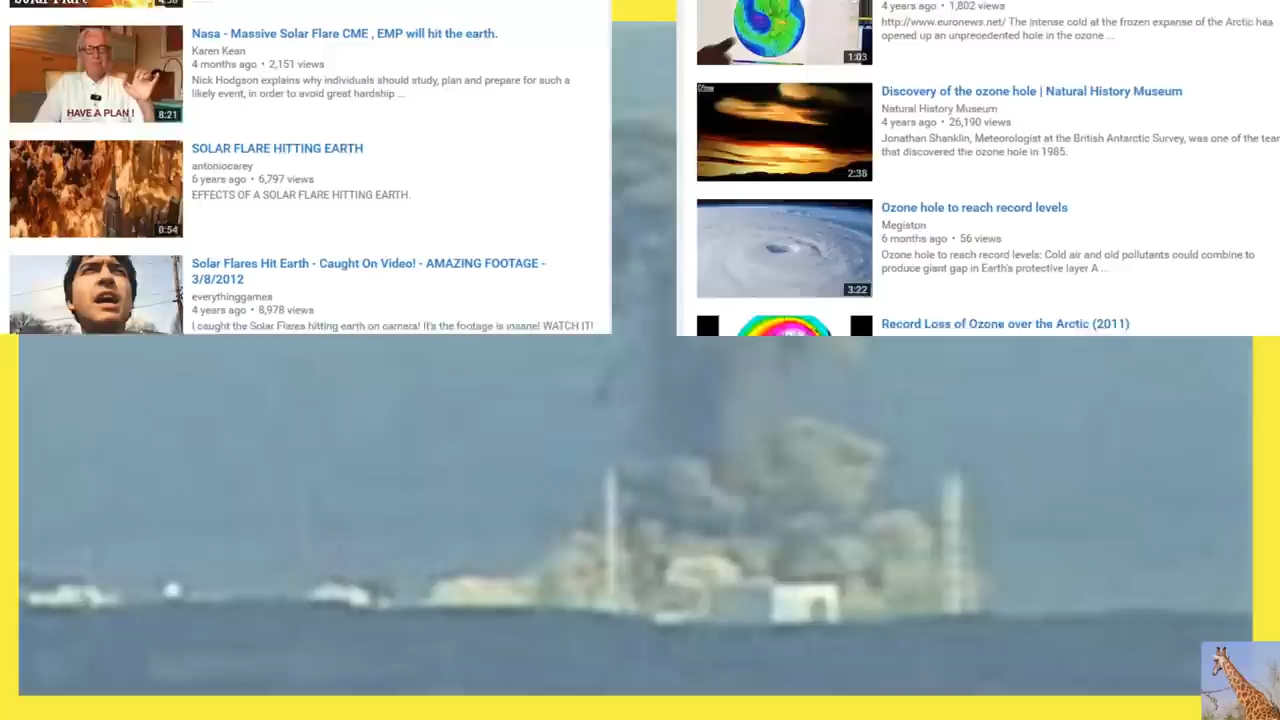 Solar Flare
4:38
Nasa - Massive Solar Flare CME , EMP will hit the earth.
Karen Kean
4 months ago • 2,151 views
Nick Hodgson explains why individuals should study, plan and prepare for such a
likely event, in order to avoid great hardship ...
HAVE A PLAN !
8:21
SOLAR FLARE HITTING EARTH
antoniocarey
6 years ago • 6,797 views
EFFECTS OF A SOLAR FLARE HITTING EARTH.
0:54
Solar Flares Hit Earth - Caught On Video! - AMAZING FOOTAGE -
3/8/2012
everythinggames
4 years ago • 8,978 views
I caught the Solar Flares hitting earth on camera! It's the footage is insane! WATCH IT!
4 years ago • 1,802 views
http://www.euronews.net/ The intense cold at the frozen expanse of the Arctic has
opened up an unprecedented hole in the ozone ...
1:03
Discovery of the ozone hole | Natural History Museum
Natural History Museum
4 years ago • 26,190 views
Jonathan Shanklin, Meteorologist at the British Antarctic Survey, was one of the tear
that discovered the ozone hole in 1985.
2:38
Ozone hole to reach record levels
Megiston
6 months ago • 56 views
Ozone hole to reach record levels: Cold air and old pollutants could combine to
produce giant gap in Earth's protective layer A ...
3:22
Record Loss of Ozone over the Arctic (2011)